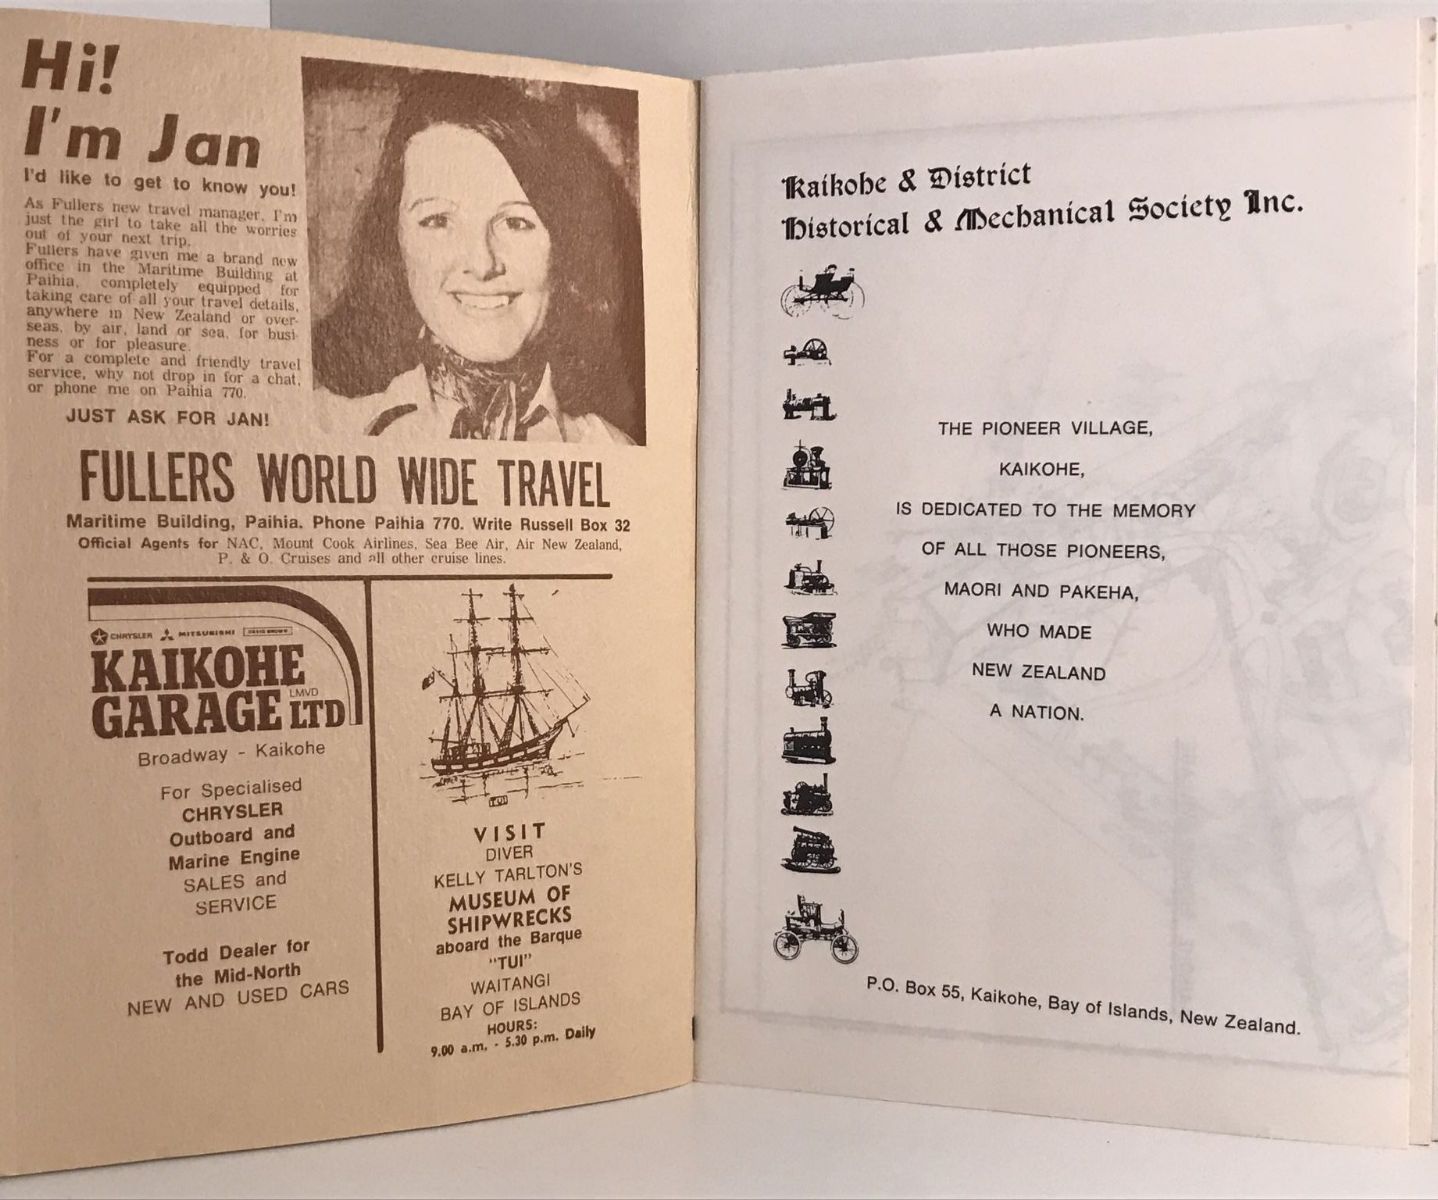 Hi!
I'm Jan
I'd like to get to know you!
As Fullers new travel manager, I'm
just the girl to take all the worries
out of your next trip.
Fullers have given me a brand new
office in the Maritime Building at
Paihia, completely equipped for
taking care of all your travel details,
anywhere in New Zealand or over-
seas, by air, land or sea, for busi-
ness or for pleasure.
For a complete and friendly travel
service, why not drop in for a chat,
or phone me on Paihia 770.
JUST ASK FOR JAN!
FULLERS WORLD WIDE TRAVEL
Maritime Building, Paihia. Phone Paihia 770. Write Russell Box 32
Official Agents for NAC, Mount Cook Airlines, Sea Bee Air, Air New Zealand,
P. & O. Cruises and all other cruise lines.
CHRYSLER MITSUBISHI DAVID BROWN
KAIKOHE
GARAGE LMVD LTD
Broadway - Kaikohe
For Specialised
CHRYSLER
Outboard and
Marine Engine
SALES and
SERVICE
Todd Dealer for
the Mid-North
NEW AND USED CARS
TUI
VISIT
DIVER
KELLY TARLTON'S
MUSEUM OF
SHIPWRECKS
aboard the Barque
"TUI"
WAITANGI
BAY OF ISLANDS
HOURS:
9.00 a.m. - 5.30 p.m. Daily
Kaikohe & District
Historical & Mechanical Society Inc.
THE PIONEER VILLAGE,
KAIKOHE,
IS DEDICATED TO THE MEMORY
OF ALL THOSE PIONEERS,
MAORI AND PAKEHA,
WHO MADE
NEW ZEALAND
A NATION.
P.O. Box 55, Kaikohe, Bay of Islands, New Zealand.